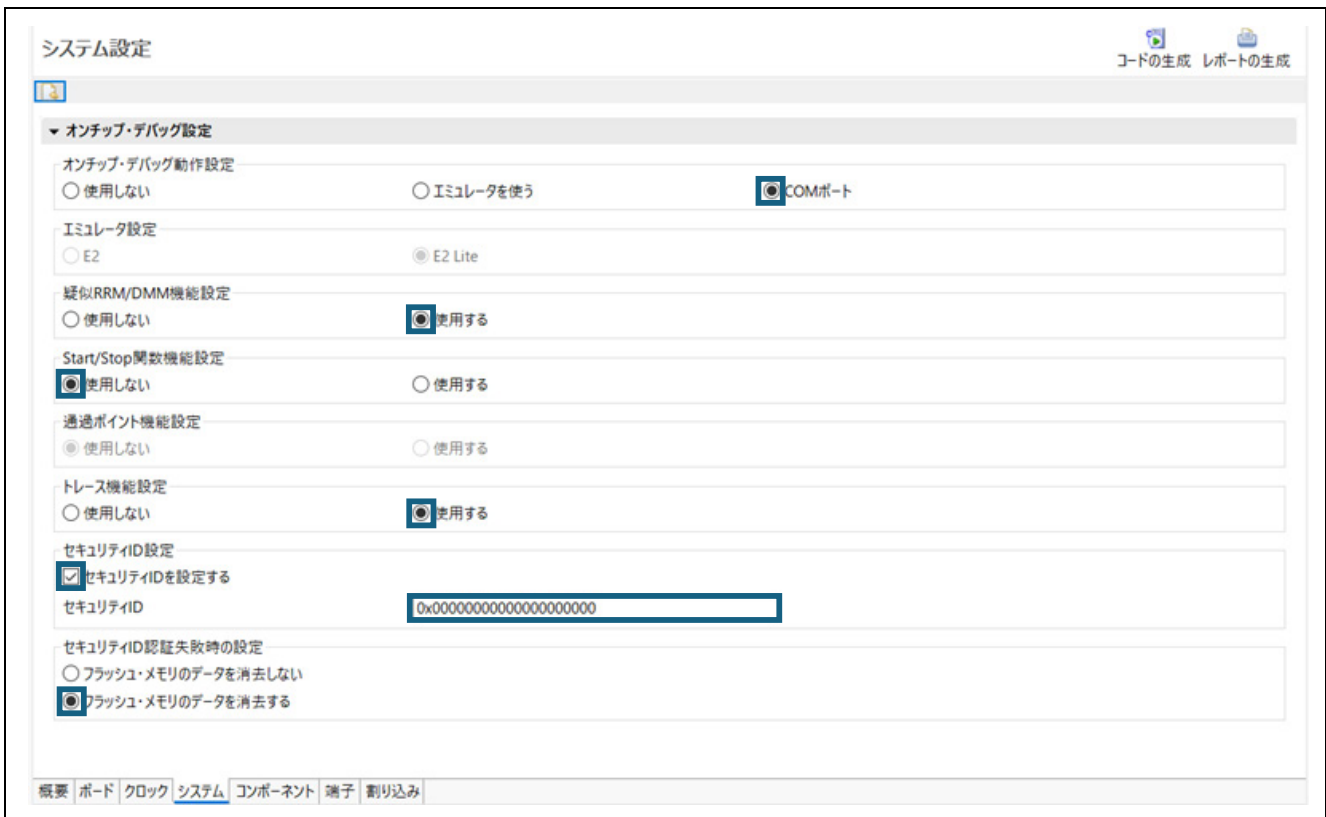 システム設定
コードの生成 レポートの生成
オンチップ・デバッグ設定
オンチップ・デバッグ動作設定
使用しない エミュレータを使う COMポート
エミュレータ設定
E2 E2 Lite
疑似RRM/DMM機能設定
使用しない 使用する
Start/Stop関数機能設定
使用しない 使用する
通過ポイント機能設定
使用しない 使用する
トレース機能設定
使用しない 使用する
セキュリティID設定
セキュリティIDを設定する
セキュリティID 0x00000000000000000000
セキュリティID認証失敗時の設定
フラッシュ・メモリのデータを消去しない
フラッシュ・メモリのデータを消去する
概要 ボード クロック システム コンポーネント 端子 割り込み